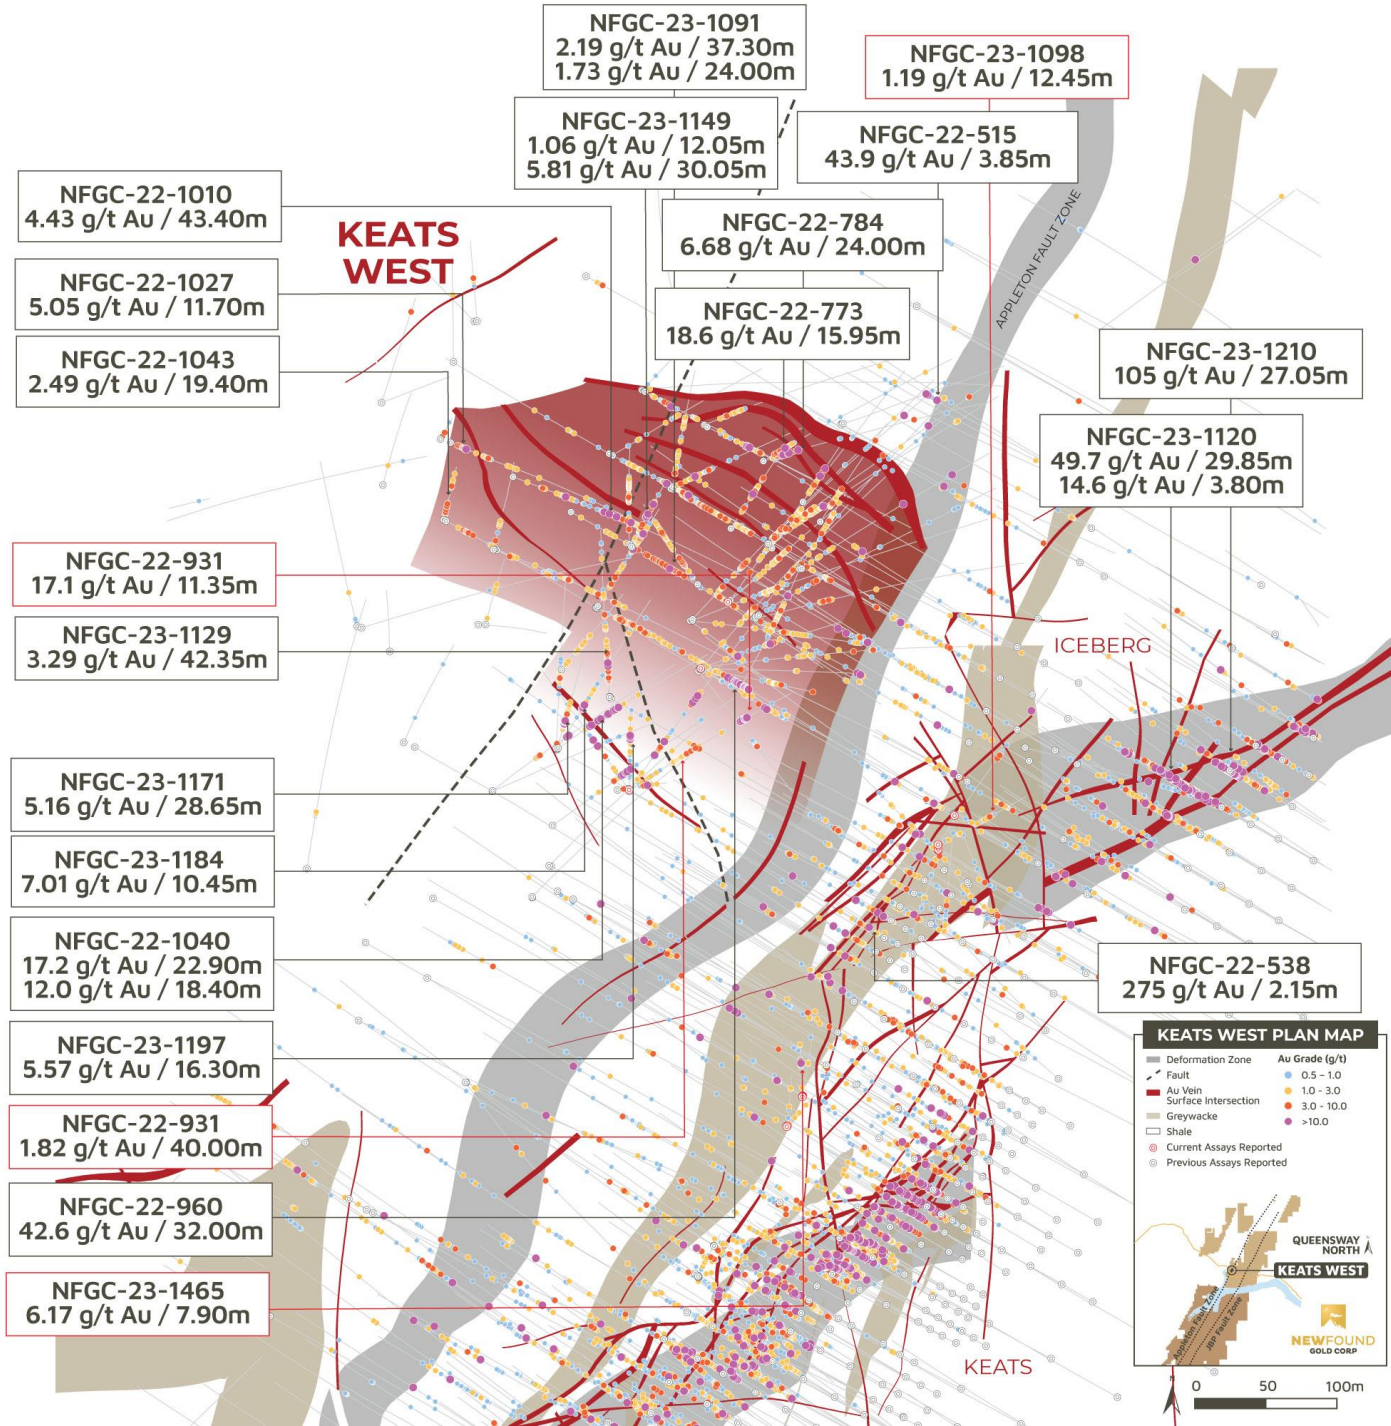 NFGC-23-1091
2.19 g/t Au / 37.30m
1.73 g/t Au / 24.00m
NFGC-23-1098
1.19 g/t Au / 12.45m
NFGC-23-1149
1.06 g/t Au / 12.05m
5.81 g/t Au / 30.05m
NFGC-22-515
43.9 g/t Au / 3.85m
NFGC-22-1010
4.43 g/t Au / 43.40m
KEATS
WEST
NFGC-22-784
6.68 g/t Au / 24.00m
APPLETON FAULT ZONE
NFGC-22-1027
5.05 g/t Au / 11.70m
NFGC-22-773
18.6 g/t Au / 15.95m
NFGC-22-1043
2.49 g/t Au / 19.40m
NFGC-23-1210
105 g/t Au / 27.05m
NFGC-23-1120
49.7 g/t Au / 29.85m
14.6 g/t Au / 3.80m
NFGC-22-931
17.1 g/t Au / 11.35m
NFGC-23-1129
3.29 g/t Au / 42.35m
ICEBERG
NFGC-23-1171
5.16 g/t Au / 28.65m
NFGC-23-1184
7.01 g/t Au / 10.45m
NFGC-22-1040
17.2 g/t Au / 22.90m
12.0 g/t Au / 18.40m
NFGC-22-538
275 g/t Au / 2.15m
NFGC-23-1197
5.57 g/t Au / 16.30m
NFGC-22-931
1.82 g/t Au / 40.00m
NFGC-22-960
42.6 g/t Au / 32.00m
NFGC-23-1465
6.17 g/t Au / 7.90m
KEATS
KEATS WEST PLAN MAP
Deformation Zone
Fault
Au Vein
Surface Intersection
Greywacke
Shale
Current Assays Reported
Previous Assays Reported
Au Grade (g/t)
0.5 - 1.0
1.0 - 3.0
3.0 - 10.0
>10.0
QUEENSWAY
NORTH
KEATS WEST
Appleton Fault Zone
JBP Fault Zone
NEWFOUND
GOLD CORP
N
0 50 100m